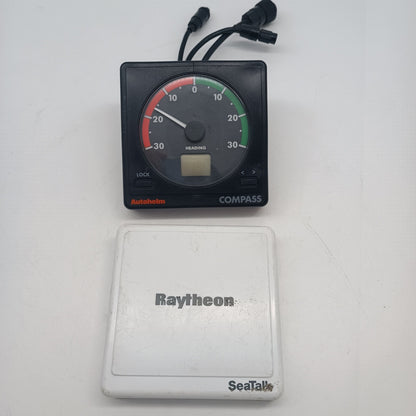 10 0 10
20 20
30 30
HEADING
LOCK < >
Autohelm COMPASS
Raytheon
SeaTalk